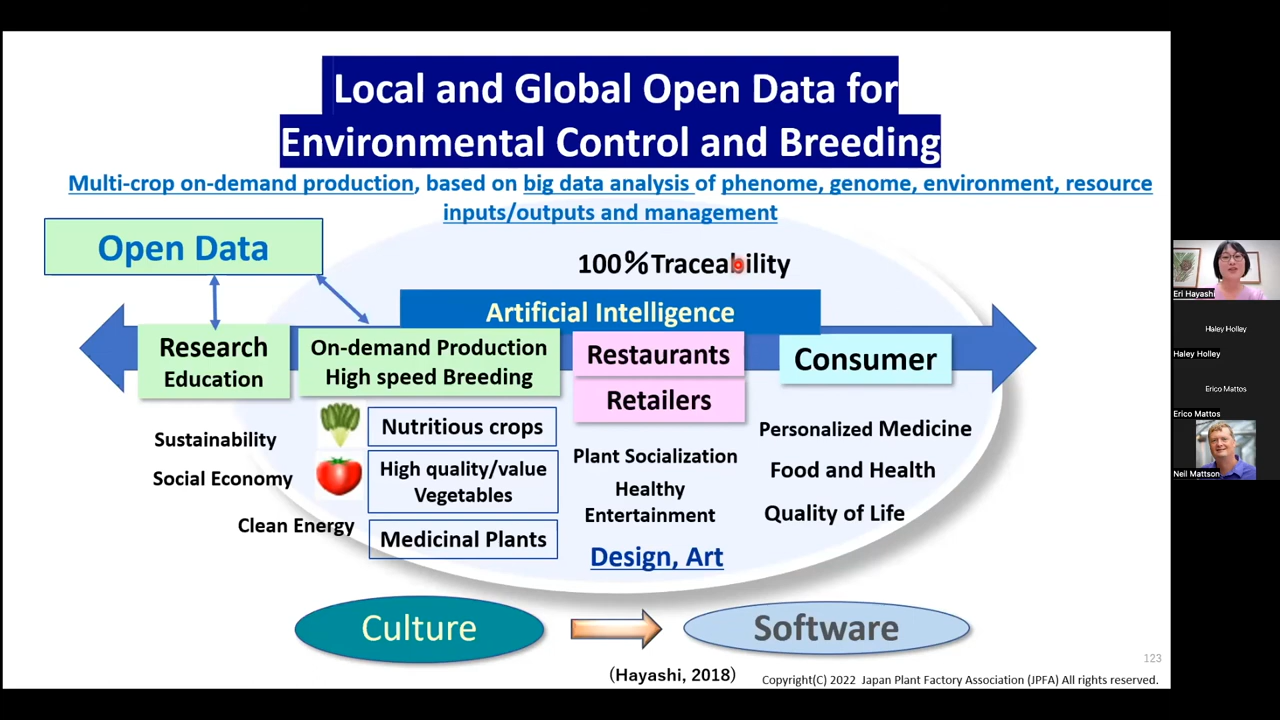 Local and Global Open Data for
Environmental Control and Breeding
Multi-crop on-demand production, based on big data analysis of phenome, genome, environment, resource
inputs/outputs and management
Open Data
100%Traceability
Artificial Intelligence
Research
Education
On-demand Production
High speed Breeding
Restaurants
Retailers
Consumer
Sustainability
Social Economy
Clean Energy
Nutritious crops
High quality/value
Vegetables
Medicinal Plants
Plant Socialization
Healthy
Entertainment
Design, Art
Personalized Medicine
Food and Health
Quality of Life
Culture
Software
(Hayashi, 2018)
123
Copyright(C) 2022 Japan Plant Factory Association (JPFA) All rights reserved.
Eri Hayashi
Haley Holley
Haley Holley
Erico Mattos
Erico Mattos
Neil Mattson